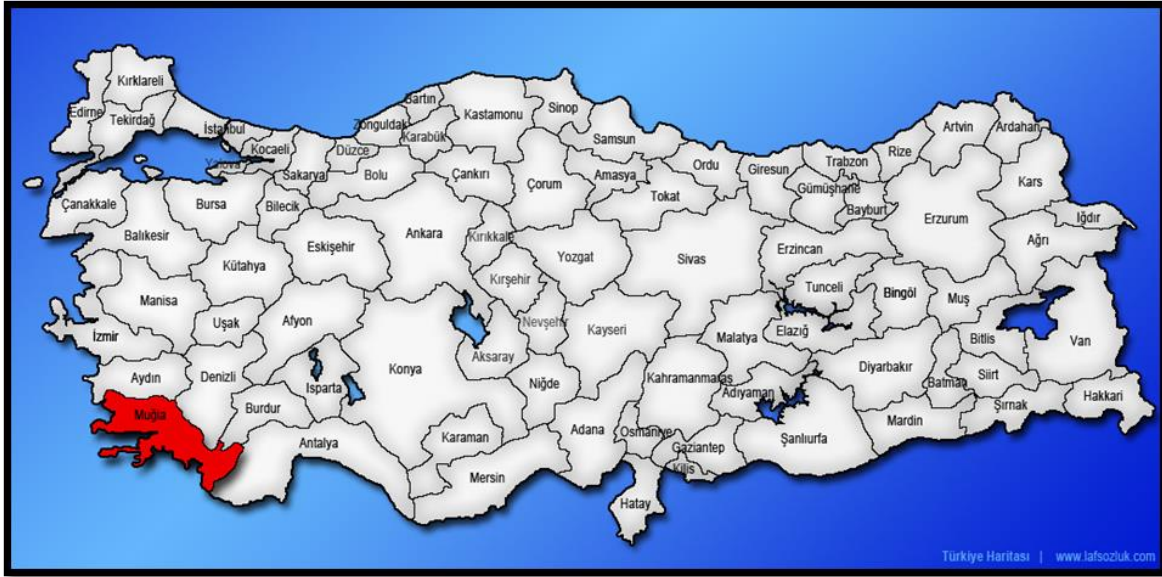 Kırklareli
Edirne
Tekirdağ
İstanbul
Kocaeli
Yalova
Sakarya
Düzce
Zonguldak
Bartın
Karabük
Kastamonu
Sinop
Samsun
Bolu
Çankırı
Çorum
Amasya
Tokat
Ordu
Giresun
Trabzon
Rize
Artvin
Ardahan
Gümüşhane
Bayburt
Kars
Iğdır
Erzurum
Ağrı
Çanakkale
Balıkesir
Bursa
Bilecik
Eskişehir
Ankara
Kırıkkale
Yozgat
Sivas
Erzincan
Kütahya
Kırşehir
Tunceli
Bingöl
Muş
Manisa
Uşak
Afyon
Nevşehir
Kayseri
Malatya
Elazığ
Bitlis
Van
İzmir
Konya
Aksaray
Diyarbakır
Aydın
Denizli
Isparta
Niğde
Kahramanmaraş
Adıyaman
Batman
Siirt
Hakkari
Muğla
Burdur
Antalya
Karaman
Adana
Osmaniye
Gaziantep
Şanlıurfa
Mardin
Şırnak
Mersin
Kilis
Hatay
Türkiye Haritası | www.lafsozluk.com